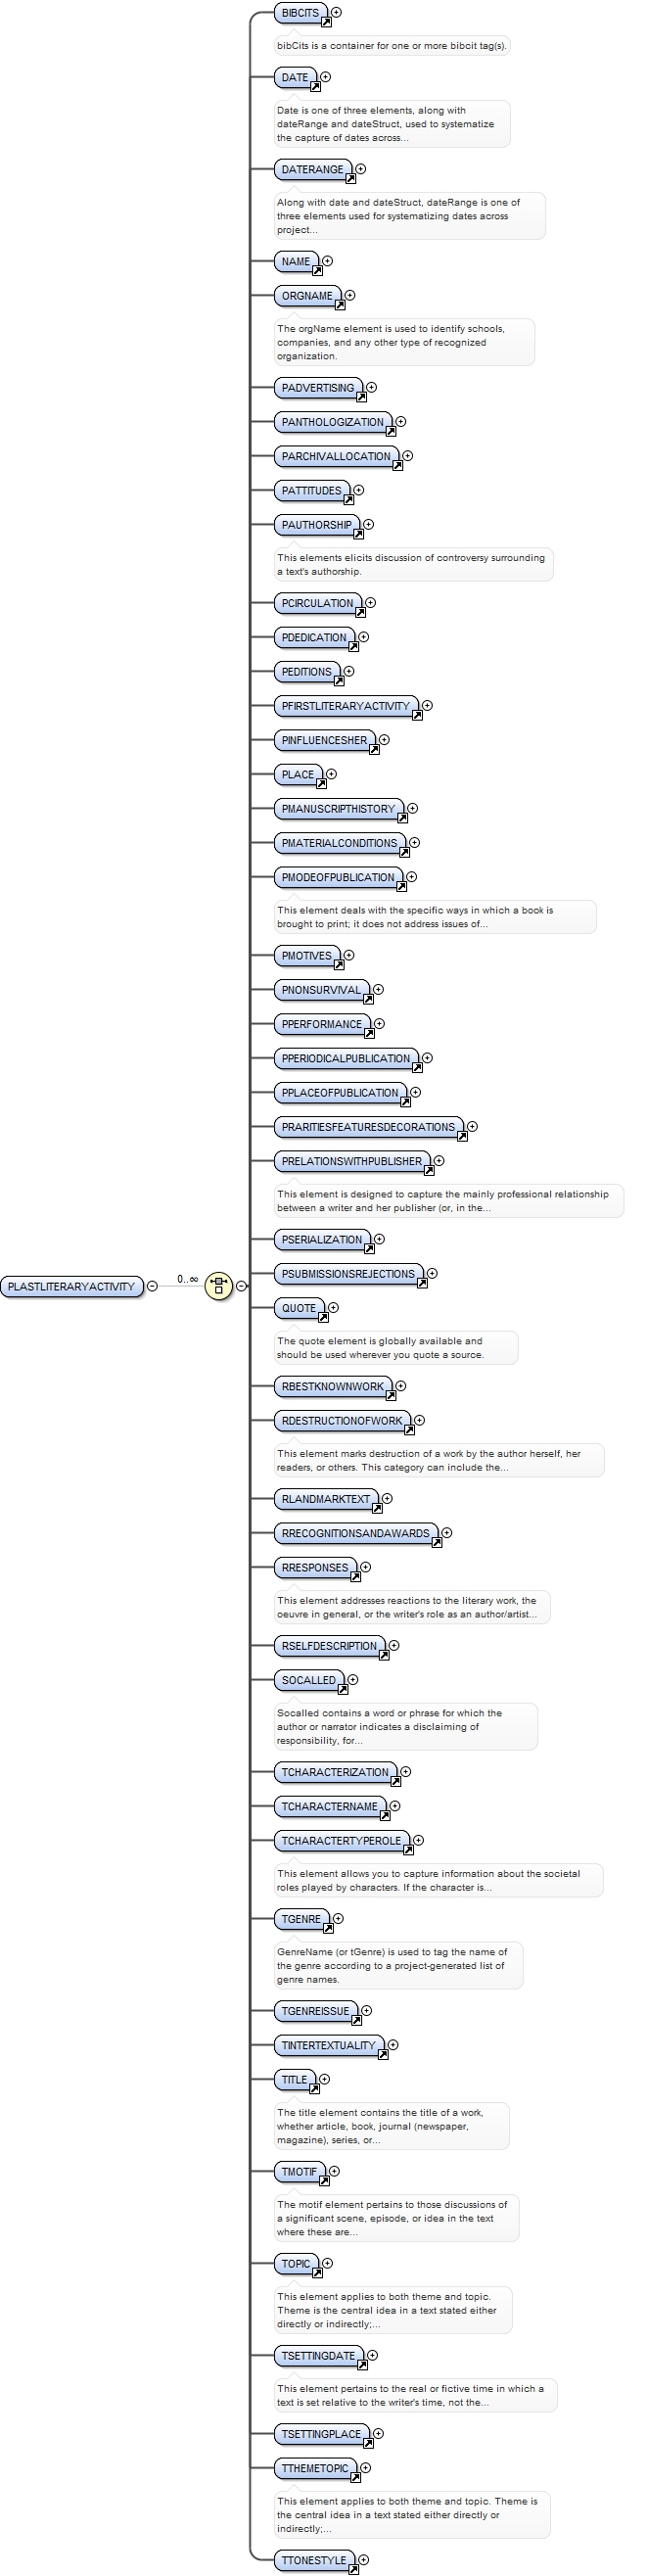 BIBCITS
bibCits is a container for one or more bibcit tag(s).
DATE
Date is one of three elements, along with
dateRange and dateStruct, used to systematize
the capture of dates across...
DATERANGE
Along with date and dateStruct, dateRange is one of
three elements used for systematizing dates across
project...
NAME
ORGNAME
The orgName element is used to identify schools,
companies, and any other type of recognized
organization.
PADVERTISING
PANTHOLOGIZATION
PARCHIVALLOCATION
PATTITUDES
PAUTHORSHIP
This elements elicits discussion of controversy surrounding
a text's authorship.
PCIRCULATION
PDEDICATION
PEDITIONS
PFIRSTLITERARYACTIVITY
PINFLUENCESHER
PLACE
PMANUSCRIPTHISTORY
PMATERIALCONDITIONS
PMODEOFPUBLICATION
This element deals with the specific ways in which a book is
brought to print; it does not address issues of...
PMOTIVES
PNONSURVIVAL
PPERFORMANCE
PPERIODICALPUBLICATION
PPLACEOFPUBLICATION
PRARITIESFEATURESDECORATIONS
PRELATIONSWITHPUBLISHER
This element is designed to capture the mainly professional relationship
between a writer and her publisher (or, in the...
PSERIALIZATION
PSUBMISSIONSREJECTIONS
PLASTLITERARYACTIVITY
0..∞
QUOTE
The quote element is globally available and
should be used wherever you quote a source.
RBESTKNOWNWORK
RDESTRUCTIONOFWORK
This element marks destruction of a work by the author herself, her
readers, or others. This category can include the...
RLANDMARKTEXT
RRECOGNITIONSANDAWARDS
RRESPONSES
This element addresses reactions to the literary work, the
oeuvre in general, or the writer's role as an author/artist...
RSELFDESCRIPTION
SOCALLED
Socalled contains a word or phrase for which the
author or narrator indicates a disclaiming of
responsibility, for...
TCHARACTERIZATION
TCHARACTERNAME
TCHARACTERTYPEROLE
This element allows you to capture information about the societal
roles played by characters. If the character is...
TGENRE
GenreName (or tGenre) is used to tag the name of
the genre according to a project-generated list of
genre names.
TGENREISSUE
TINTERTEXTUALITY
TITLE
The title element contains the title of a work,
whether article, book, journal (newspaper,
magazine), series, or...
TMOTIF
The motif element pertains to those discussions of
a significant scene, episode, or idea in the text
where these are...
TOPIC
This element applies to both theme and topic.
Theme is the central idea in a text stated either
directly or indirectly;...
TSETTINGDATE
This element pertains to the real or fictive time in which a
text is set relative to the writer's time, not the...
TSETTINGPLACE
TTHEMETOPIC
This element applies to both theme and topic. Theme is
the central idea in a text stated either directly or
indirectly;...
TTONESTYLE